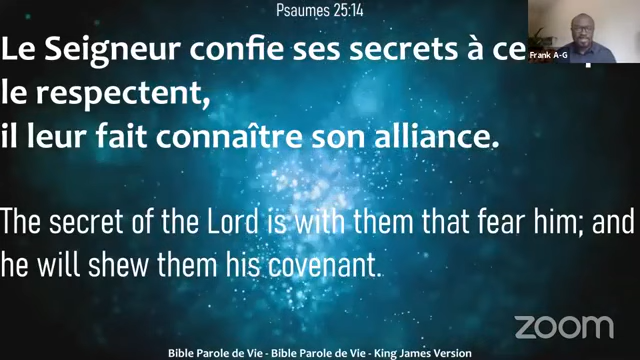 Psaumes 25:14
Frank A-G
Le Seigneur confie ses secrets à
le respectent,
il leur fait connaître son alliance.
The secret of the Lord is with them that fear him; and
he will shew them his covenant.
zoom
Bible Parole de Vie - Bible Parole de Vie - King James Version